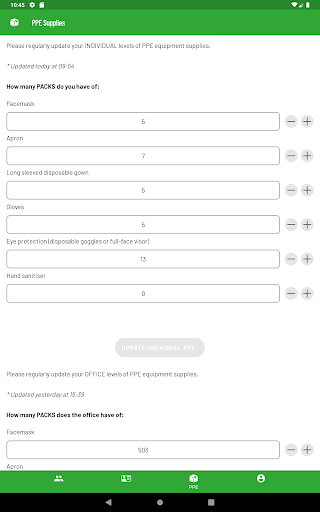 10:45
PPE Supplies
Please regularly update your INDIVIDUAL levels of PPE equipment supplies.
* Updated today at 09:54
How many PACKS do you have of:
Facemask
5
Apron
7
Long sleeved disposable gown
5
Gloves
5
Eye protection (disposable goggles or full-face visor)
13
Hand sanitiser
9
UPDATE INDIVIDUAL PPE
Please regularly update your OFFICE levels of PPE equipment supplies.
* Updated yesterday at 15:39
How many PACKS does the office have of:
Facemask
503
Apron
PPE